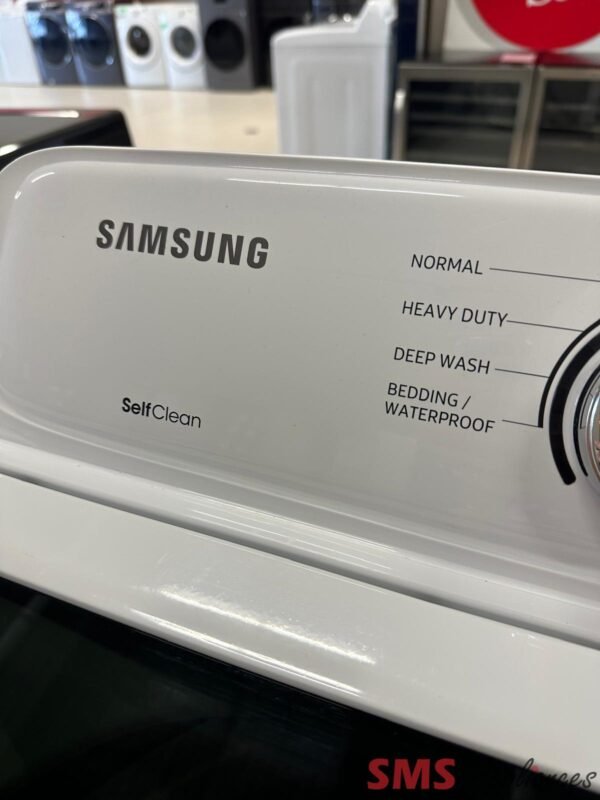 SAMSUNG
NORMAL
HEAVY DUTY
DEEP WASH
BEDDING /
WATERPROOF
SelfClean
SMS